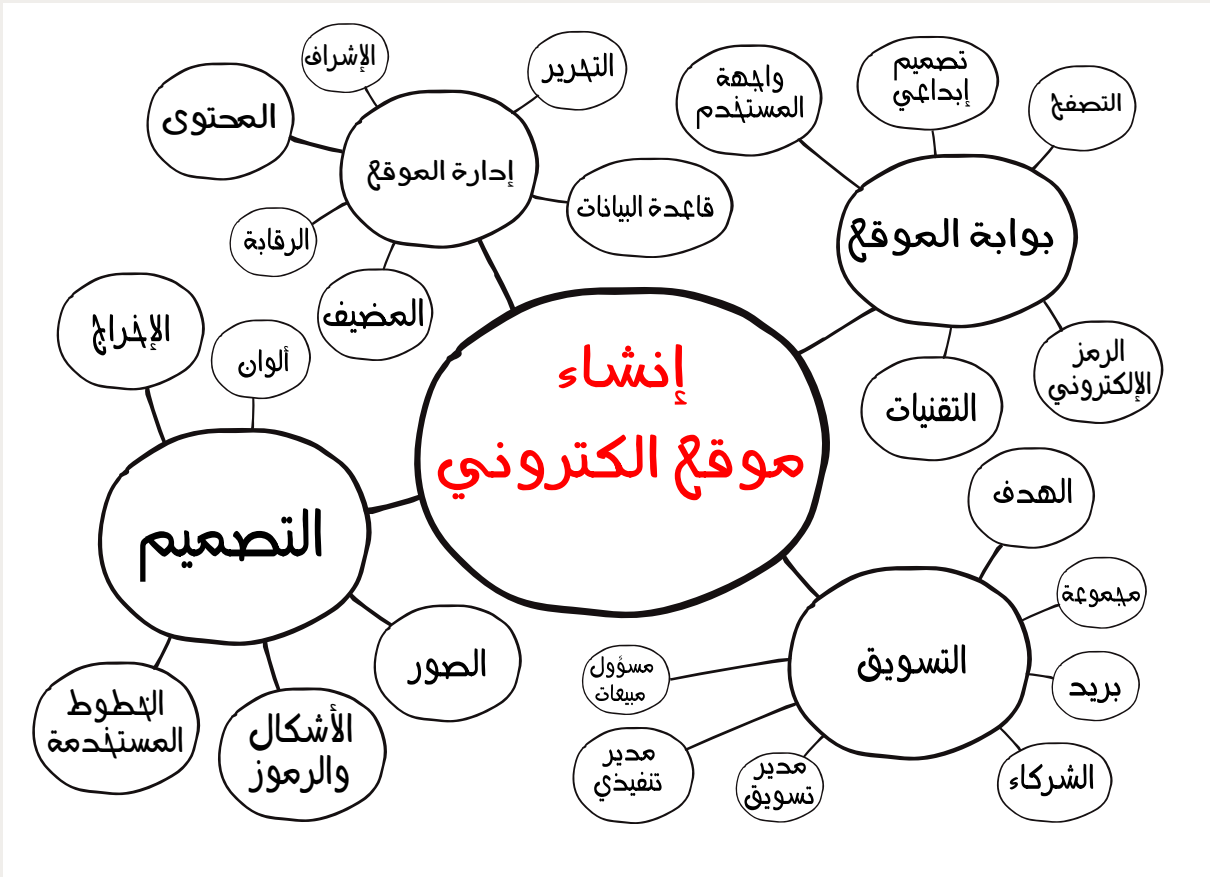 إنشاء
موقع الكتروني
إدارة الموقع
التحرير
الإشراف
المحتوى
الرقابة
المضيف
قاعدة البيانات
بوابة الموقع
واجهة
المستخدم
تصميم
إبداعي
التصفح
الرمز
الإلكتروني
التقنيات
التصميم
الإخراج
ألوان
الصور
الأشكال
والرموز
الخطوط
المستخدمة
التسويق
الهدف
مجموعة
بريد
الشركاء
مدير
تسويق
مدير
تنفيذي
مسؤول
مبيعات